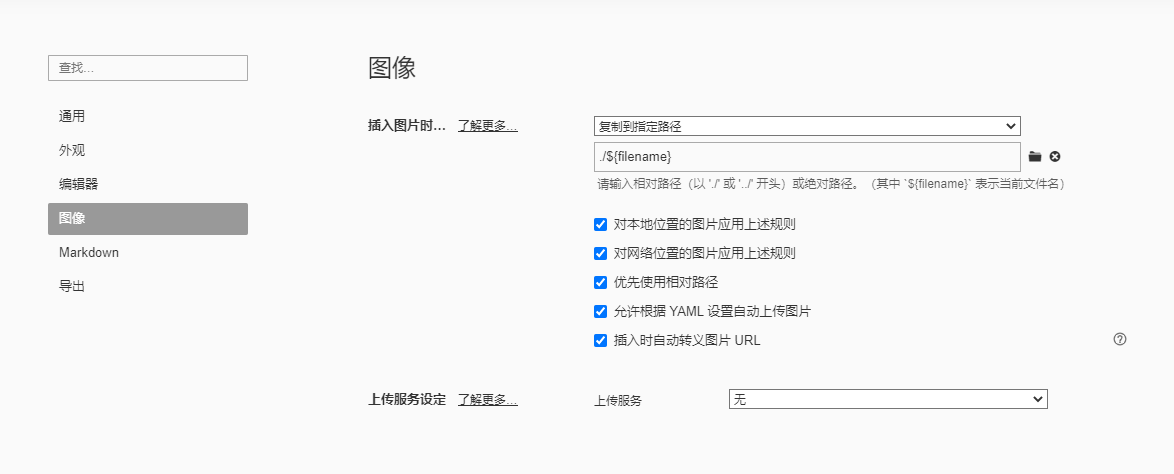 查找...
通用
外观
编辑器
图像
Markdown
导出
图像
插入图片时... 了解更多... 复制到指定路径
./${filename}
请输入相对路径（以 './' 或 '../' 开头）或绝对路径。（其中 `${filename}` 表示当前文件名）
对本地位置的图片应用上述规则
对网络位置的图片应用上述规则
优先使用相对路径
允许根据 YAML 设置自动上传图片
插入时自动转义图片 URL
上传服务设定 了解更多... 上传服务 无